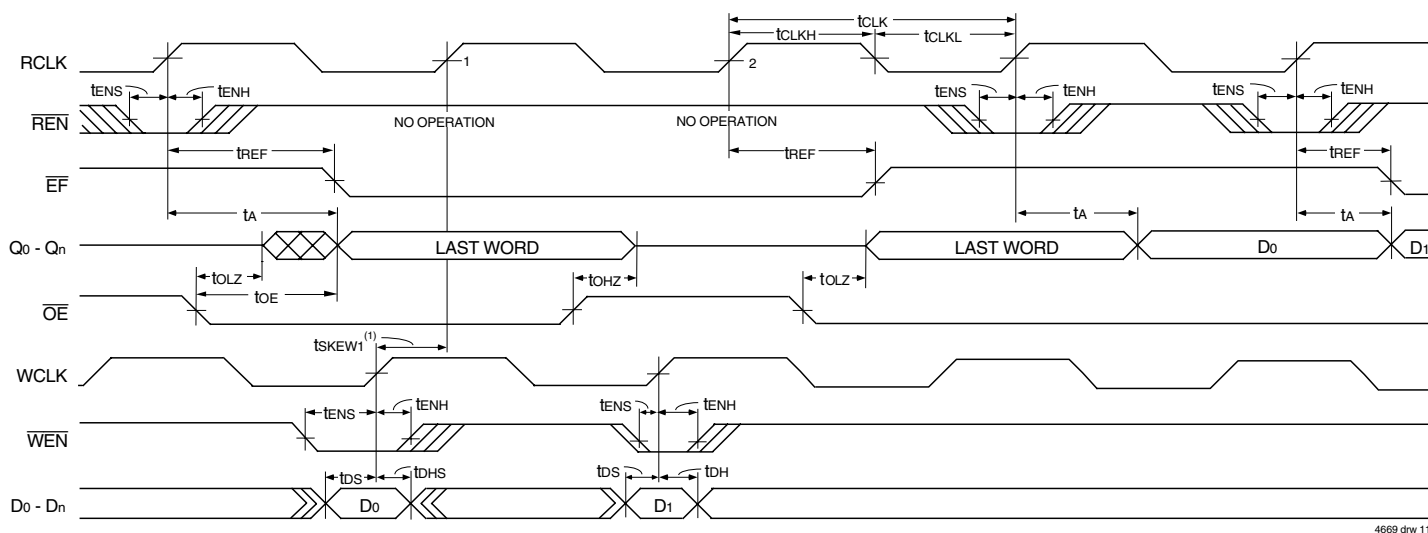 tCLK
tCLKH tCLKL
RCLK 1 2
tENS tENH tENS tENH tENS tENH
REN NO OPERATION NO OPERATION
tREF tREF tREF
EF
tA tA tA
Q0 - Qn LAST WORD LAST WORD D0 D1
tOLZ tOHZ tOLZ
tOE
OE
tSKEW1(1)
WCLK
tENS tENH tENS tENH
WEN
tDS tDHS tDS tDH
D0 - Dn D0 D1
4669 drw 11